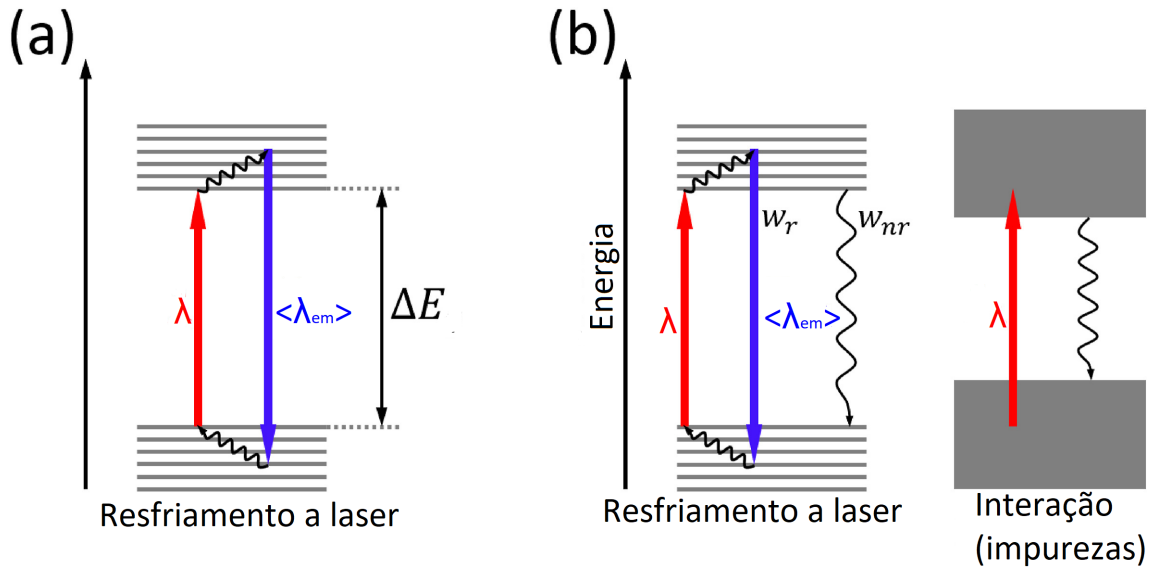 (a)
λ
<λem>
ΔE
Resfriamento a laser
(b)
Energia
λ
wr
<λem>
wnr
Resfriamento a laser
λ
Interação
(impurezas)